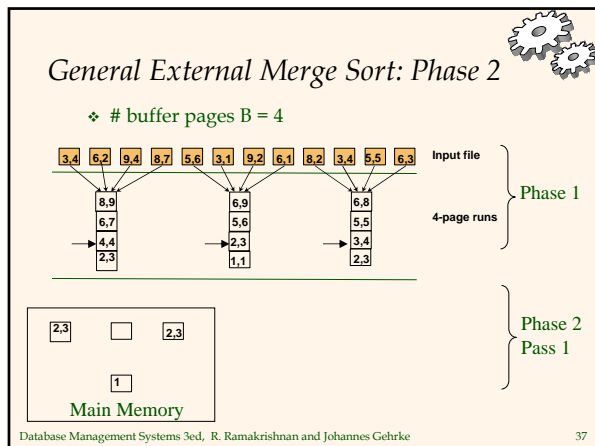 General External Merge Sort: Phase 2
❖ # buffer pages B = 4
3,4 6,2 9,4 8,7 5,6 3,1 9,2 6,1 8,2 3,4 5,5 6,3 Input file
Phase 1
8,9 6,9 6,8
6,7 5,6 5,5 4-page runs
4,4 2,3 3,4
2,3 1,1 2,3
2,3 2,3
1
Main Memory
Phase 2
Pass 1
Database Management Systems 3ed, R. Ramakrishnan and Johannes Gehrke 37